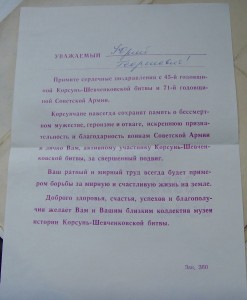 УВАЖАЕМЫЙ Юрий
Георгиевич!
Примите сердечные поздравления с 45-й годовщи-
ной Корсунь-Шевченковской битвы и 71-й годовщи-
ной Советской Армии.
Корсунчане навсегда сохранят память о бессмерт-
ном мужестве, героизме и отваге, искреннюю призна-
тельность и благодарность воинам Советской Армии
и лично Вам, активному участнику Корсунь-Шевчен-
ковской битвы, за свершенный подвиг.
Ваш ратный и мирный труд всегда будет приме-
ром борьбы за мирную и счастливую жизнь на земле.
Доброго здоровья, счастья, успехов и благополу-
чия желает Вам и Вашим близким коллектив музея
истории Корсунь-Шевченковской битвы.